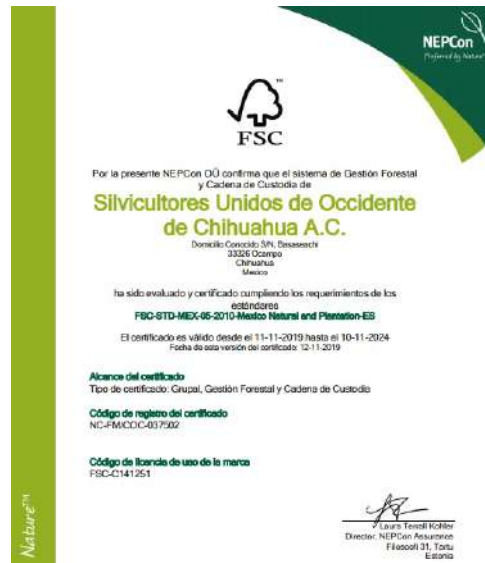 NEPCon
Preferred by Nature™
FSC
Por la presente NEPCon OÜ confirma que el sistema de Gestión Forestal
y Cadena de Custodia de
Silvicultores Unidos de Occidente
de Chihuahua A.C.
Domicilio Conocido S/N, Basaseachi
33326 Ocampo
Chihuahua
Mexico
ha sido evaluado y certificado cumpliendo los requerimientos de los
estándares
FSC-STD-MEX-05-2010-Mexico Natural and Plantation-ES
El certificado es válido desde el 11-11-2019 hasta el 10-11-2024
Fecha de esta versión del certificado: 12-11-2019
Alcance del certificado
Tipo de certificado: Grupal, Gestión Forestal y Cadena de Custodia
Código de registro del certificado
NC-FM/COC-037502
Código de licencia de uso de la marca
FSC-C141251
Laura Terrall Kohler
Director, NEPCon Assurance
Filosoofi 31, Tartu
Estonia
Nature™